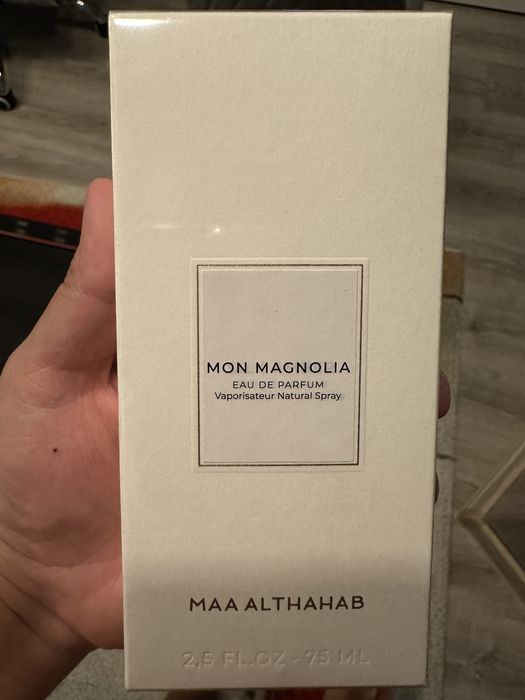 MON MAGNOLIA
EAU DE PARFUM
Vaporisateur Natural Spray
MAA ALTHAHAB
2,5 FL.OZ - 75 ML